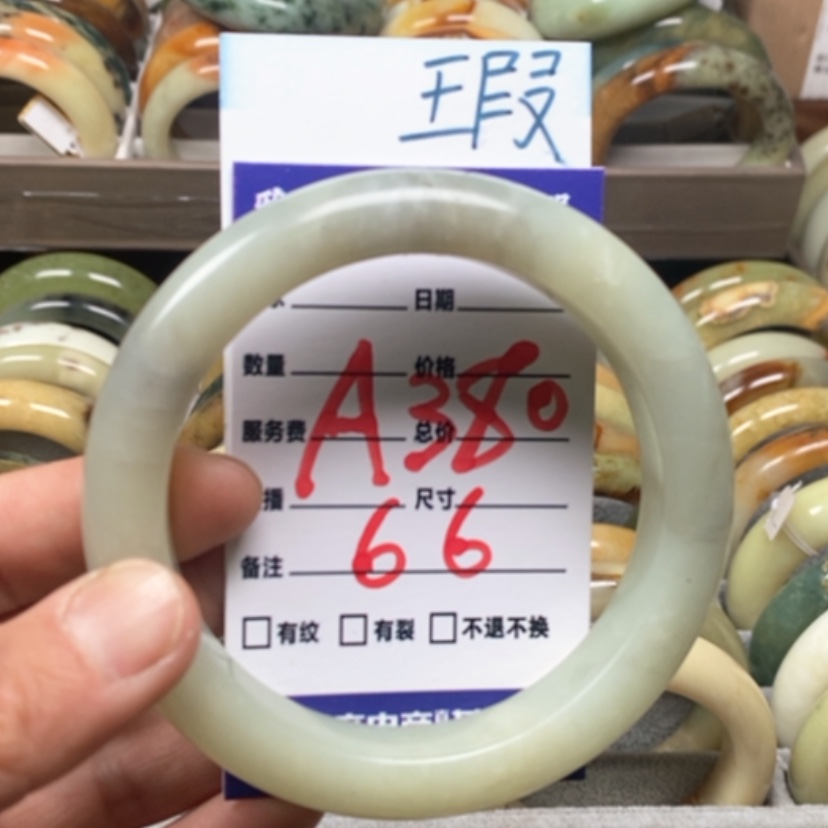 瑕
日期
数量 价格
A380
服务费 总价
播 尺寸
66
备注
有纹 有裂 不退不换